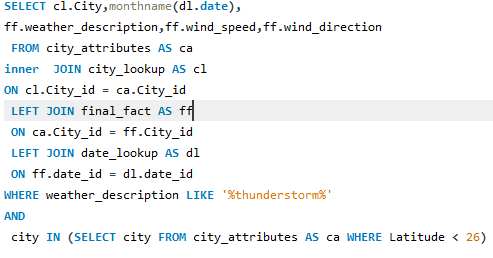 SELECT cl.City,monthname(dl.date),
ff.weather_description,ff.wind_speed,ff.wind_direction
FROM city_attributes AS ca
inner  JOIN city_lookup AS cl
ON cl.City_id = ca.City_id
LEFT JOIN final_fact AS ff
ON ca.City_id = ff.City_id
LEFT JOIN date_lookup AS dl
ON ff.date_id = dl.date_id
WHERE weather_description LIKE '%thunderstorm%'
AND
city IN (SELECT city FROM city_attributes AS ca WHERE Latitude < 26)